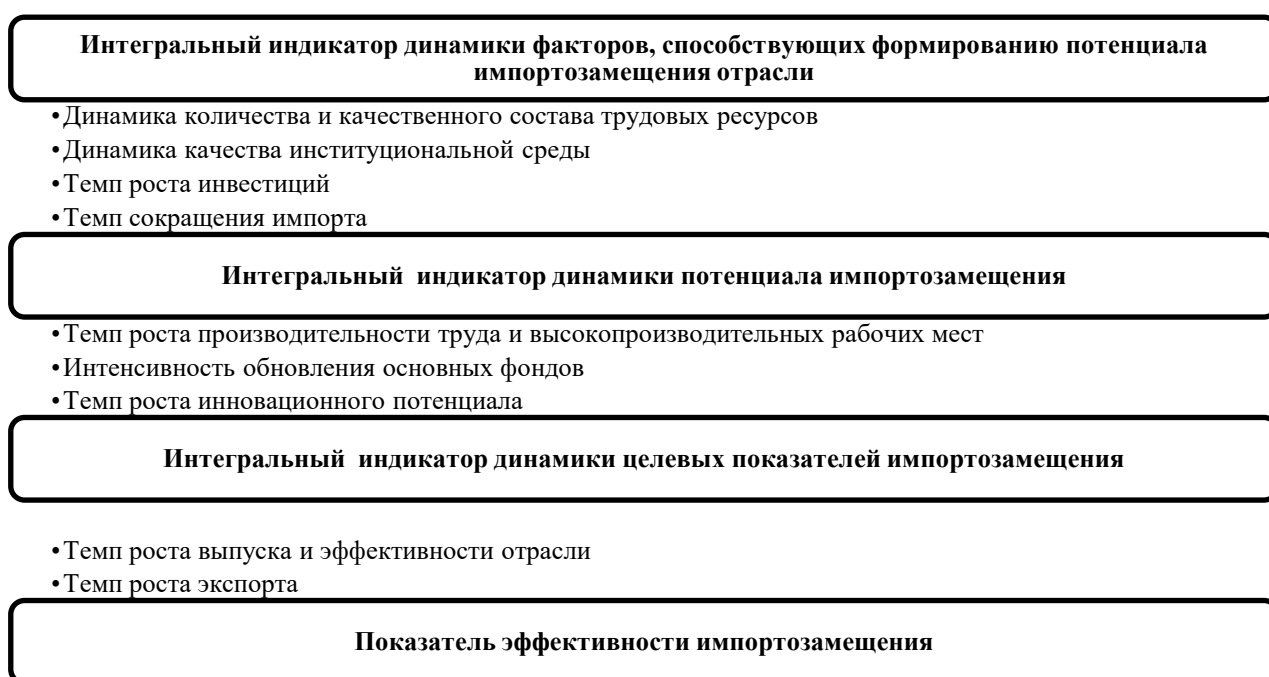 Интегральный индикатор динамики факторов, способствующих формированию потенциала
импортозамещения отрасли
•Динамика количества и качественного состава трудовых ресурсов
•Динамика качества институциональной среды
•Темп роста инвестиций
•Темп сокращения импорта
Интегральный индикатор динамики потенциала импортозамещения
•Темп роста производительности труда и высокопроизводительных рабочих мест
•Интенсивность обновления основных фондов
•Темп роста инновационного потенциала
Интегральный индикатор динамики целевых показателей импортозамещения
•Темп роста выпуска и эффективности отрасли
•Темп роста экспорта
Показатель эффективности импортозамещения